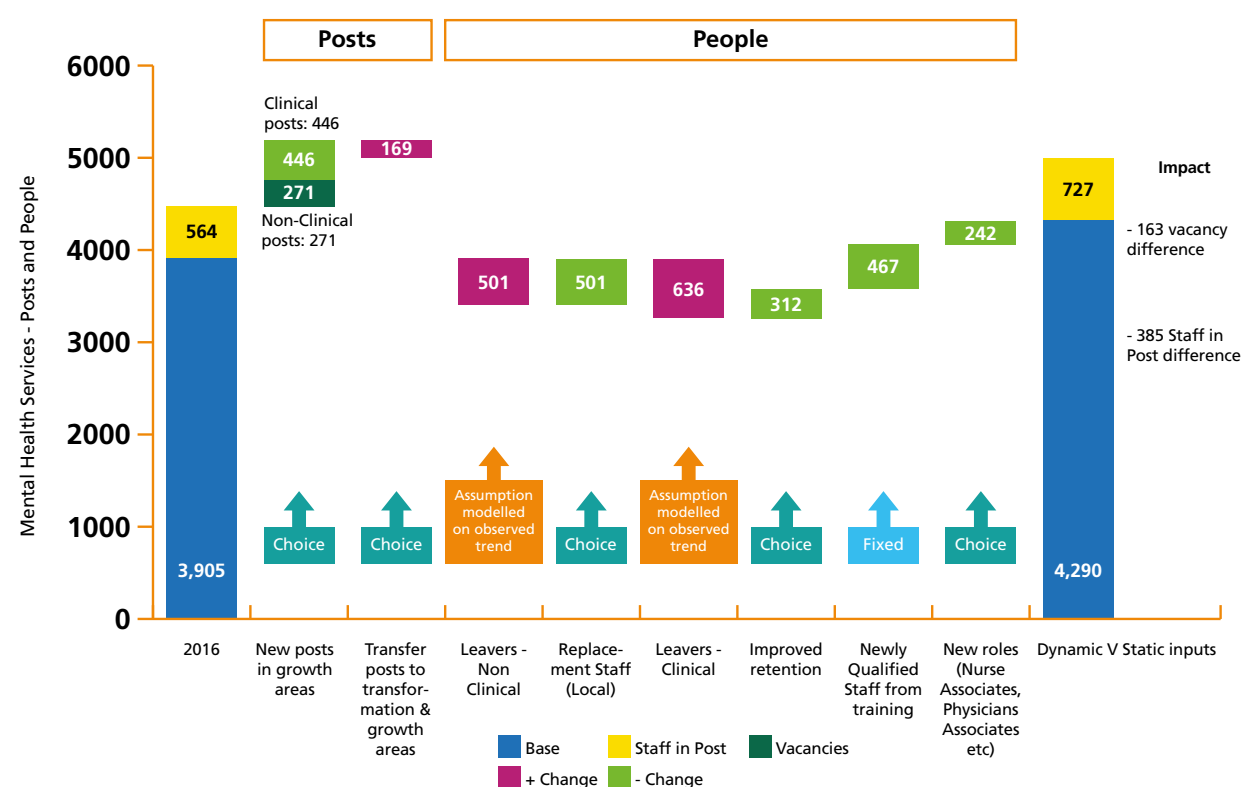 Posts
People
Mental Health Services - Posts and People
6000
5000
4000
3000
2000
1000
0
564
3,905
Clinical
posts: 446
446
271
Non-Clinical
posts: 271
169
501
501
636
312
467
242
727
4,290
Impact
- 163 vacancy
difference
- 385 Staff in
Post difference
Choice
Choice
Assumption
modelled
on observed
trend
Choice
Assumption
modelled
on observed
trend
Choice
Fixed
Choice
2016
New posts
in growth
areas
Transfer
posts to
transfor-
mation &
growth
areas
Leavers -
Non
Clinical
Replace-
ment Staff
(Local)
Leavers -
Clinical
Improved
retention
Newly
Qualified
Staff from
training
New roles
(Nurse
Associates,
Physicians
Associates
etc)
Dynamic V Static inputs
Base
Staff in Post
Vacancies
+ Change
- Change